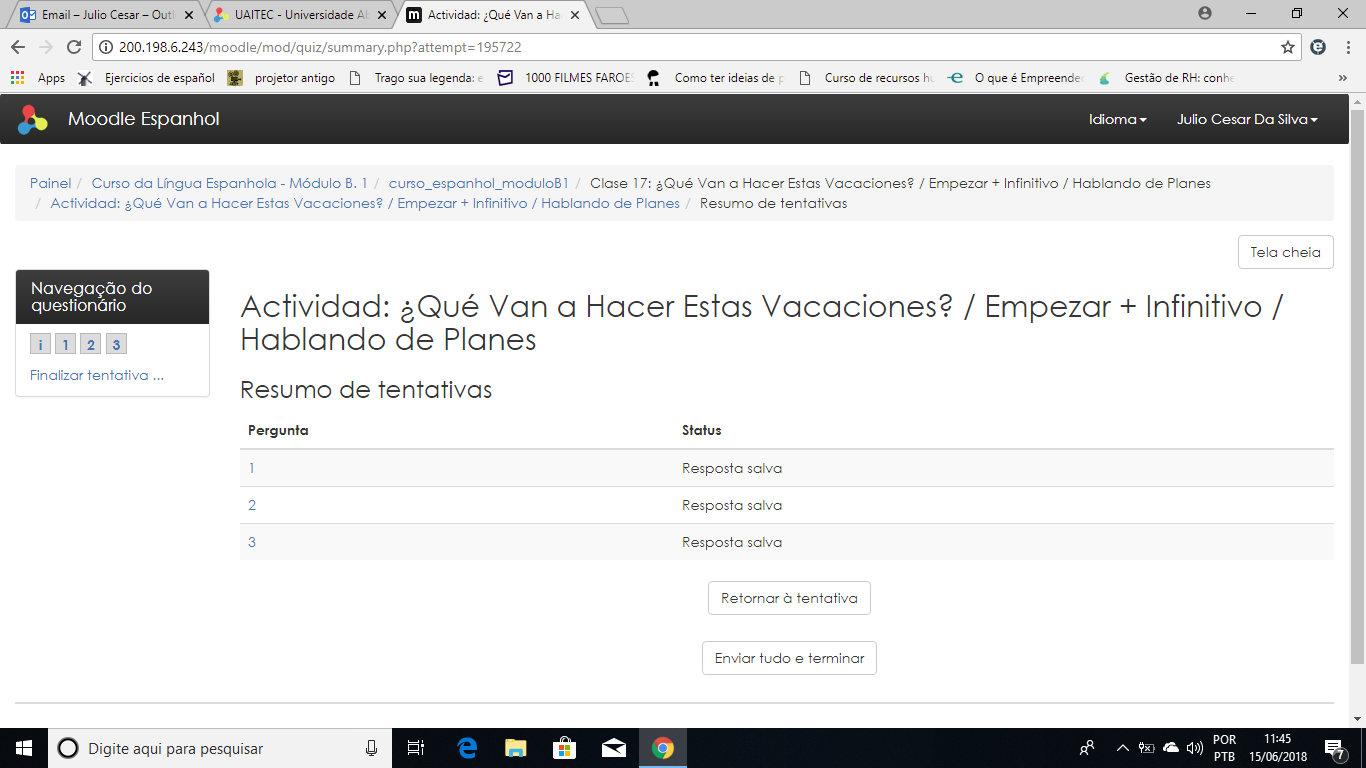 Email – Julio Cesar – Outl
UAITEC - Universidade Ab
Actividad: ¿Qué Van a Ha
200.198.6.243/moodle/mod/quiz/summary.php?attempt=195722
Apps
Ejercicios de español
projetor antigo
Trago sua legenda: e
1000 FILMES FAROES
Como ter ideias de p
Curso de recursos hu
O que é Empreende
Gestão de RH: conhe
Moodle Espanhol
Idioma
Julio Cesar Da Silva
Painel / Curso da Língua Espanhola - Módulo B. 1 / curso_espanhol_moduloB1 / Clase 17: ¿Qué Van a Hacer Estas Vacaciones? / Empezar + Infinitivo / Hablando de Planes
/ Actividad: ¿Qué Van a Hacer Estas Vacaciones? / Empezar + Infinitivo / Hablando de Planes / Resumo de tentativas
Tela cheia
Navegação do
questionário
i 1 2 3
Finalizar tentativa ...
Actividad: ¿Qué Van a Hacer Estas Vacaciones? / Empezar + Infinitivo /
Hablando de Planes
Resumo de tentativas
Pergunta Status
1 Resposta salva
2 Resposta salva
3 Resposta salva
Retornar à tentativa
Enviar tudo e terminar
Digite aqui para pesquisar
POR
PTB
11:45
15/06/2018
7